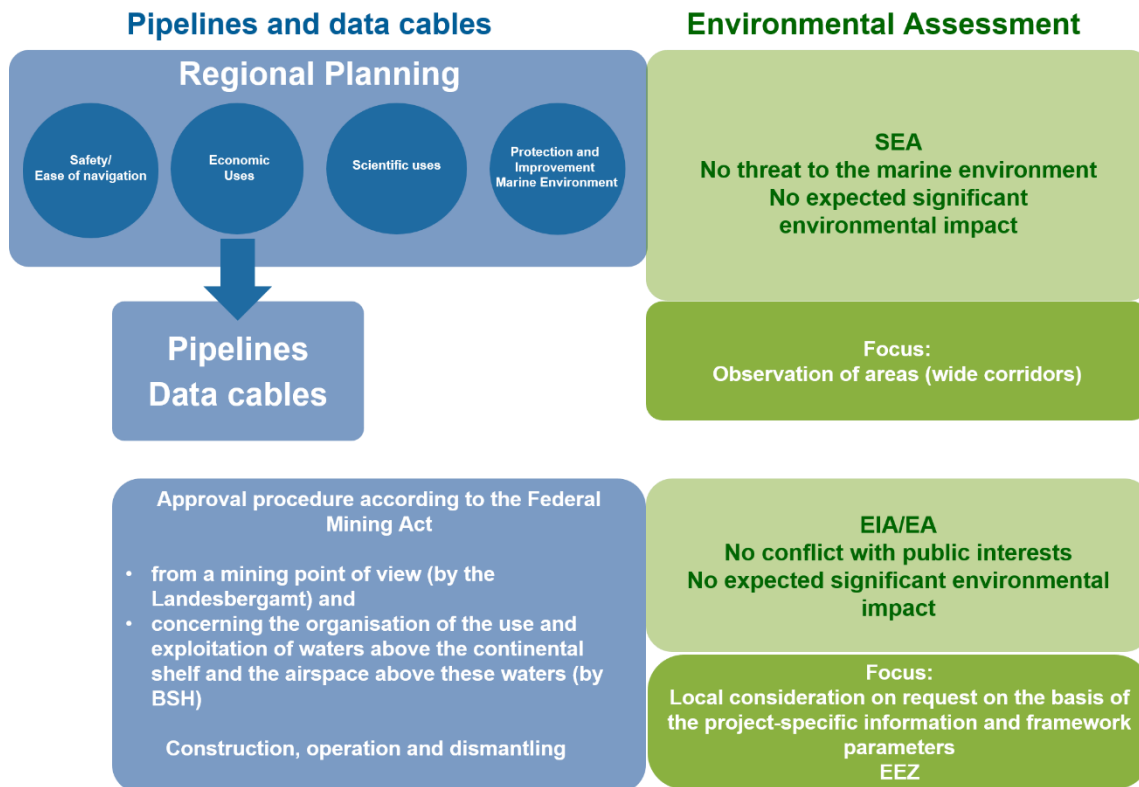 Pipelines and data cables
Environmental Assessment
Regional Planning
Safety/
Ease of navigation
Economic
Uses
Scientific uses
Protection and
Improvement
Marine Environment
SEA
No threat to the marine environment
No expected significant
environmental impact
Pipelines
Data cables
Focus:
Observation of areas (wide corridors)
Approval procedure according to the Federal
Mining Act
• from a mining point of view (by the
Landesbergamt) and
• concerning the organisation of the use and
exploitation of waters above the continental
shelf and the airspace above these waters (by
BSH)
Construction, operation and dismantling
EIA/EA
No conflict with public interests
No expected significant environmental
impact
Focus:
Local consideration on request on the basis of
the project-specific information and framework
parameters
EEZ